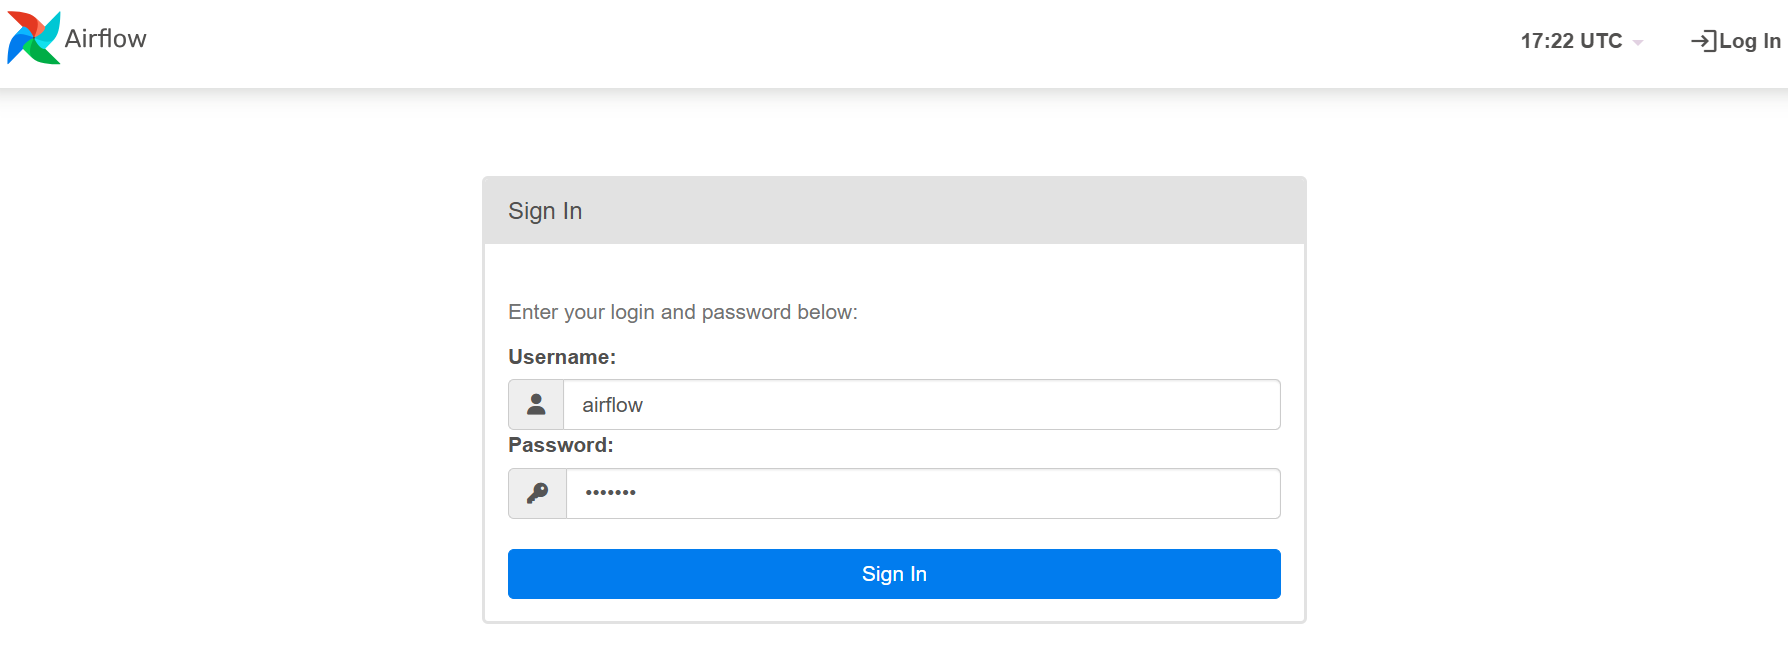 Airflow
17:22 UTC
Log In
Sign In
Enter your login and password below:
Username:
airflow
Password:
•••••••
Sign In